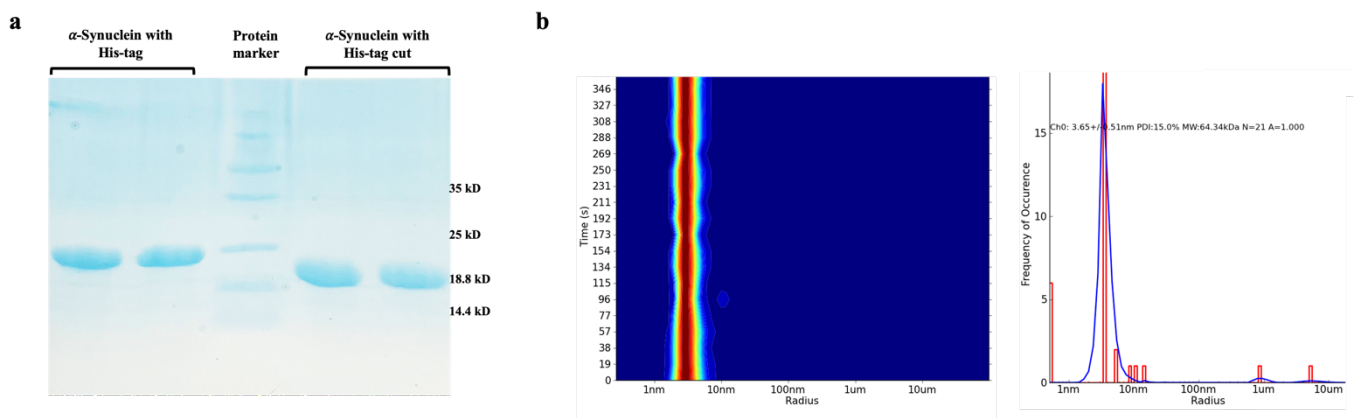 a
α-Synuclein with
His-tag
Protein
marker
α-Synuclein with
His-tag cut
35 kD
25 kD
18.8 kD
14.4 kD
b
346
327
308
288
269
250
231
211
192
173
154
134
115
96
77
57
38
19
0
Time (s)
1nm 10nm 100nm 1um 10um
Radius
Ch0: 3.65+/-0.51nm PDI:15.0% MW:64.34kDa N=21 A=1.000
15
10
5
0
Frequency of Occurence
1nm 10nm 100nm 1um 10um
Radius